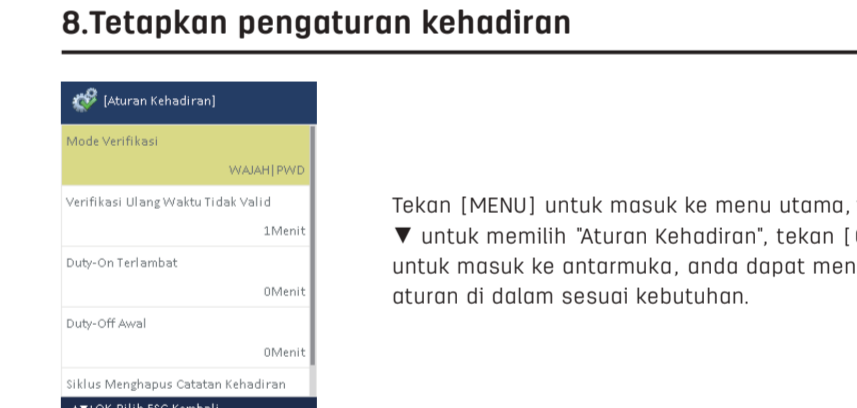 8.Tetapkan pengaturan kehadiran
[Aturan Kehadiran]
Mode Verifikasi
WAJAH|PWD
Verifikasi Ulang Waktu Tidak Valid
1Menit
Duty-On Terlambat
0Menit
Duty-Off Awal
0Menit
Siklus Menghapus Catatan Kehadiran
Tekan [MENU] untuk masuk ke menu utama,
▼ untuk memilih "Aturan Kehadiran", tekan [
untuk masuk ke antarmuka, anda dapat men
aturan di dalam sesuai kebutuhan.